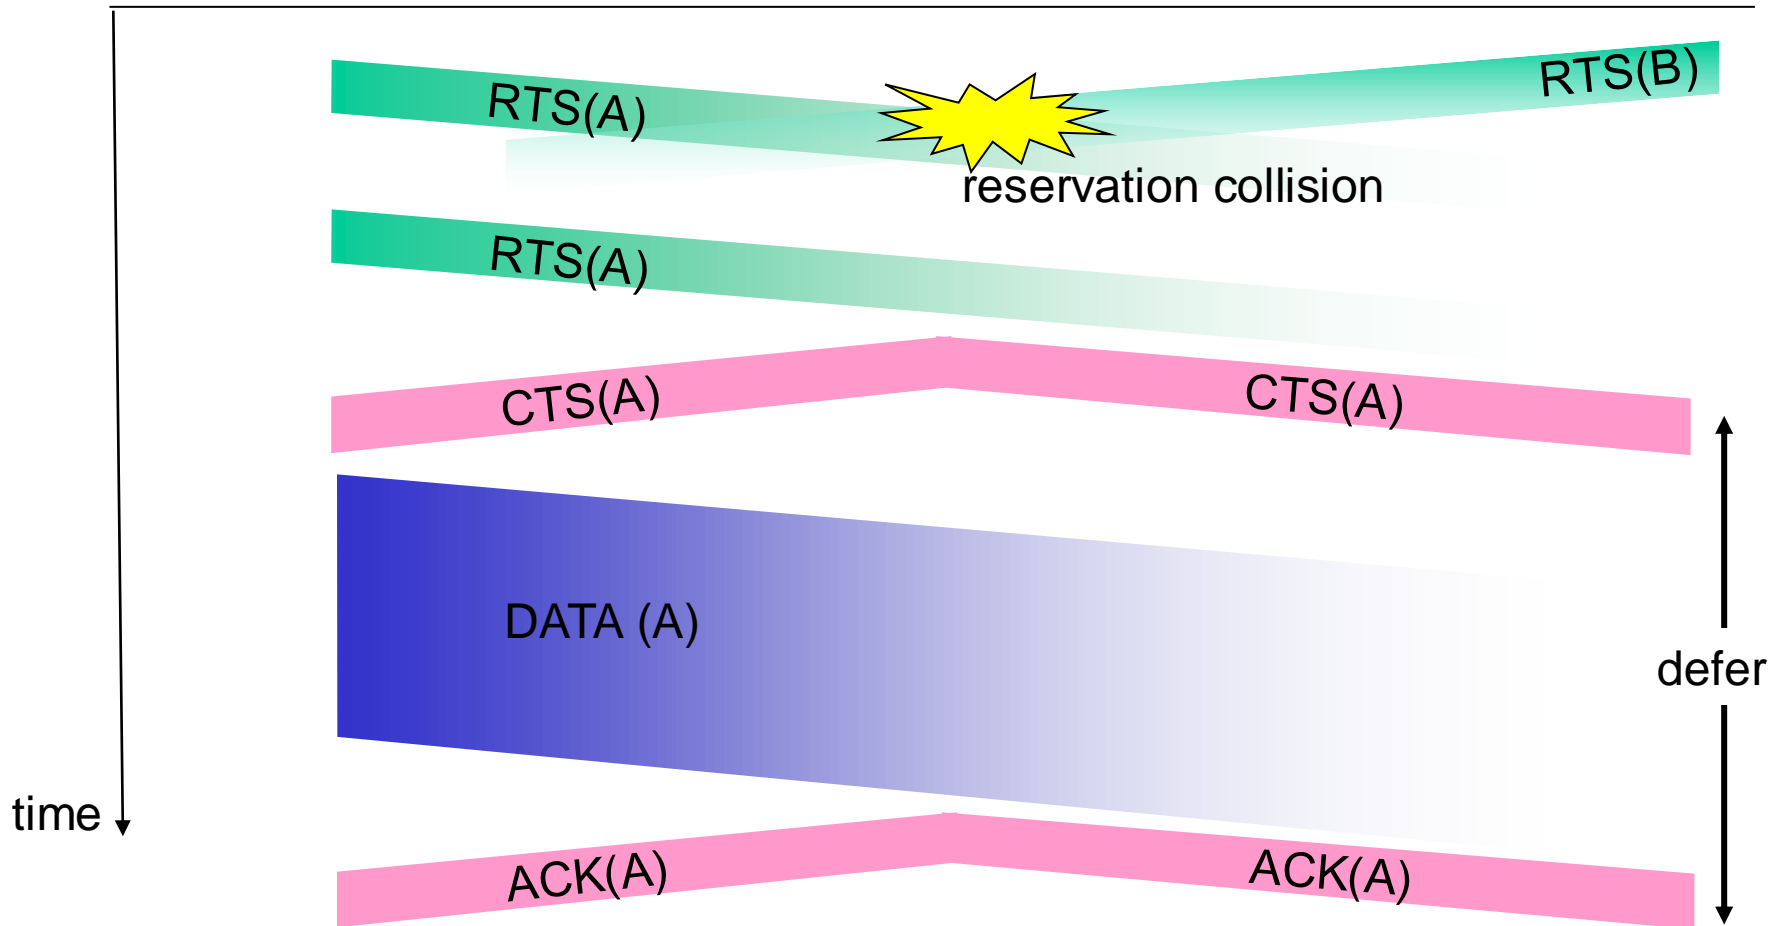 RTS(B)
RTS(A)
reservation collision
RTS(A)
CTS(A)
CTS(A)
DATA (A)
defer
time
ACK(A)
ACK(A)